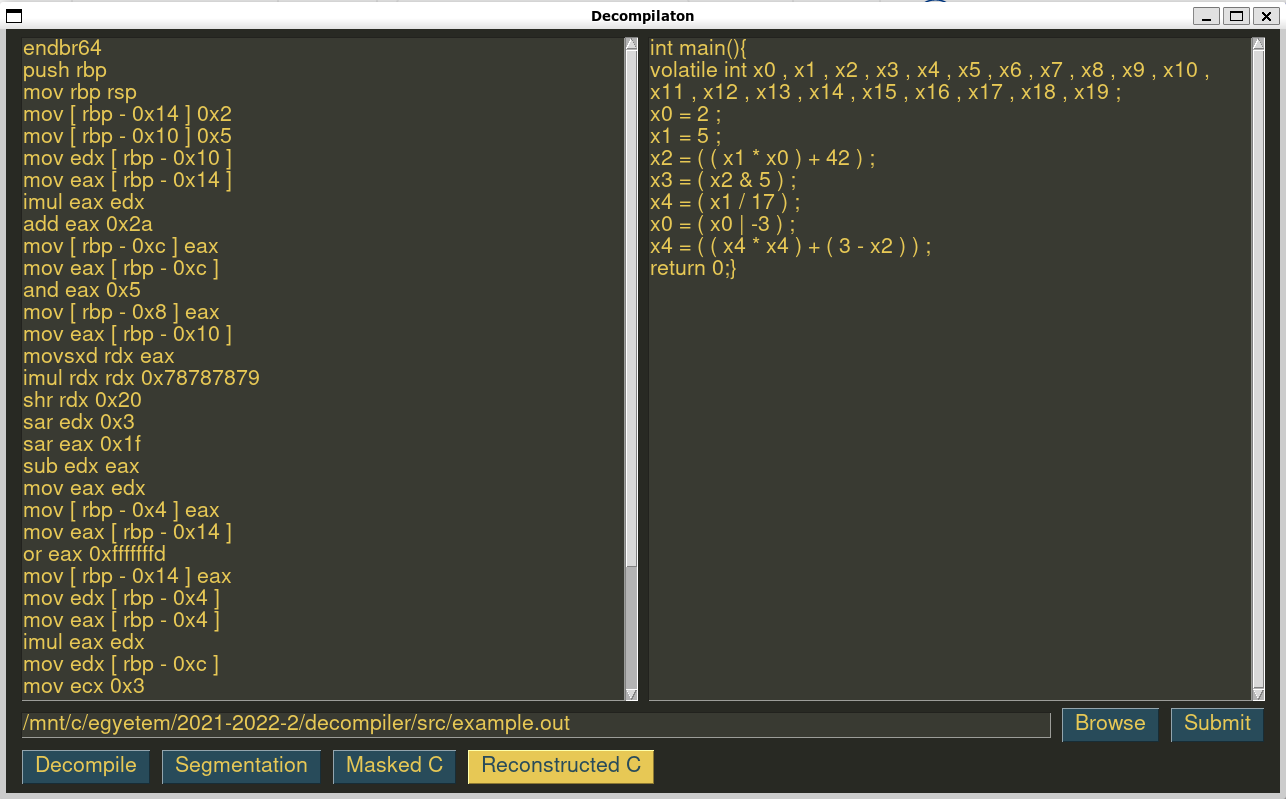 Decompilaton
endbr64
push rbp
mov rbp rsp
mov [ rbp - 0x14 ] 0x2
mov [ rbp - 0x10 ] 0x5
mov edx [ rbp - 0x10 ]
mov eax [ rbp - 0x14 ]
imul eax edx
add eax 0x2a
mov [ rbp - 0xc ] eax
mov eax [ rbp - 0xc ]
and eax 0x5
mov [ rbp - 0x8 ] eax
mov eax [ rbp - 0x10 ]
movsxd rdx eax
imul rdx rdx 0x78787879
shr rdx 0x20
sar edx 0x3
sar eax 0x1f
sub edx eax
mov eax edx
mov [ rbp - 0x4 ] eax
mov eax [ rbp - 0x14 ]
or eax 0xfffffffd
mov [ rbp - 0x14 ] eax
mov edx [ rbp - 0x4 ]
mov eax [ rbp - 0x4 ]
imul eax edx
mov edx [ rbp - 0xc ]
mov ecx 0x3
int main(){
volatile int x0 , x1 , x2 , x3 , x4 , x5 , x6 , x7 , x8 , x9 , x10 ,
x11 , x12 , x13 , x14 , x15 , x16 , x17 , x18 , x19 ;
x0 = 2 ;
x1 = 5 ;
x2 = ( ( x1 * x0 ) + 42 ) ;
x3 = ( x2 & 5 ) ;
x4 = ( x1 / 17 ) ;
x0 = ( x0 | -3 ) ;
x4 = ( ( x4 * x4 ) + ( 3 - x2 ) ) ;
return 0;}
/mnt/c/egyetem/2021-2022-2/decompiler/src/example.out
Browse
Submit
Decompile
Segmentation
Masked C
Reconstructed C